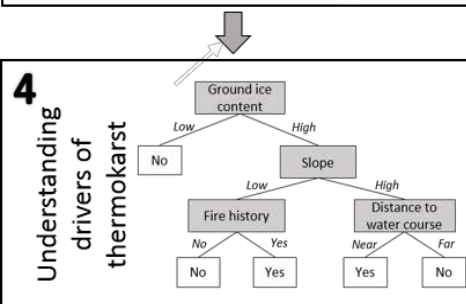 4
Understanding
drivers of
thermokarst
Ground ice
content
Low
High
No
Slope
Low
High
Fire history
Distance to
water course
No
Yes
Near
Far
No
Yes
Yes
No